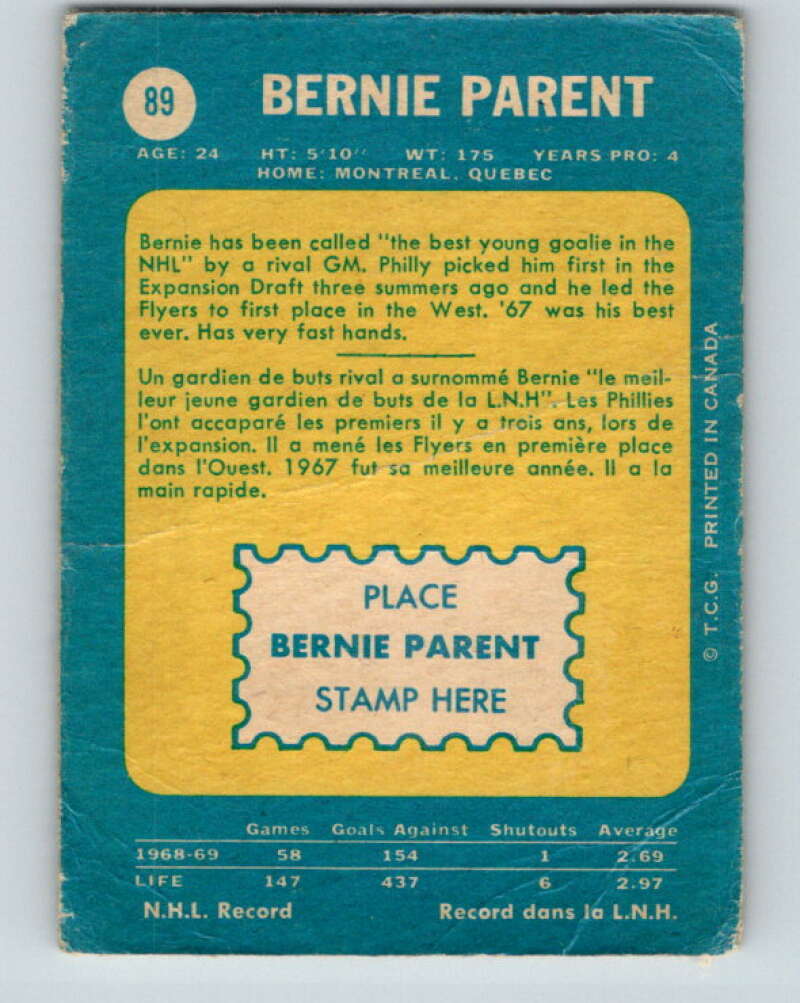 89
BERNIE PARENT
AGE: 24 HT: 5'10" WT: 175 YEARS PRO: 4
HOME: MONTREAL, QUEBEC
Bernie has been called "the best young goalie in the
NHL" by a rival GM. Philly picked him first in the
Expansion Draft three summers ago and he led the
Flyers to first place in the West. '67 was his best
ever. Has very fast hands.
Un gardien de buts rival a surnommé Bernie "le meil-
leur jeune gardien de buts de la L.N.H". Les Phillies
l'ont accaparé les premiers il y a trois ans, lors de
l'expansion. Il a mené les Flyers en première place
dans l'Ouest. 1967 fut sa meilleure année. Il a la
main rapide.
PLACE
BERNIE PARENT
STAMP HERE
© T.C.G. PRINTED IN CANADA
Games Goals Against Shutouts Average
1968-69 58 154 1 2.69
LIFE 147 437 6 2.97
N.H.L. Record Record dans la L.N.H.